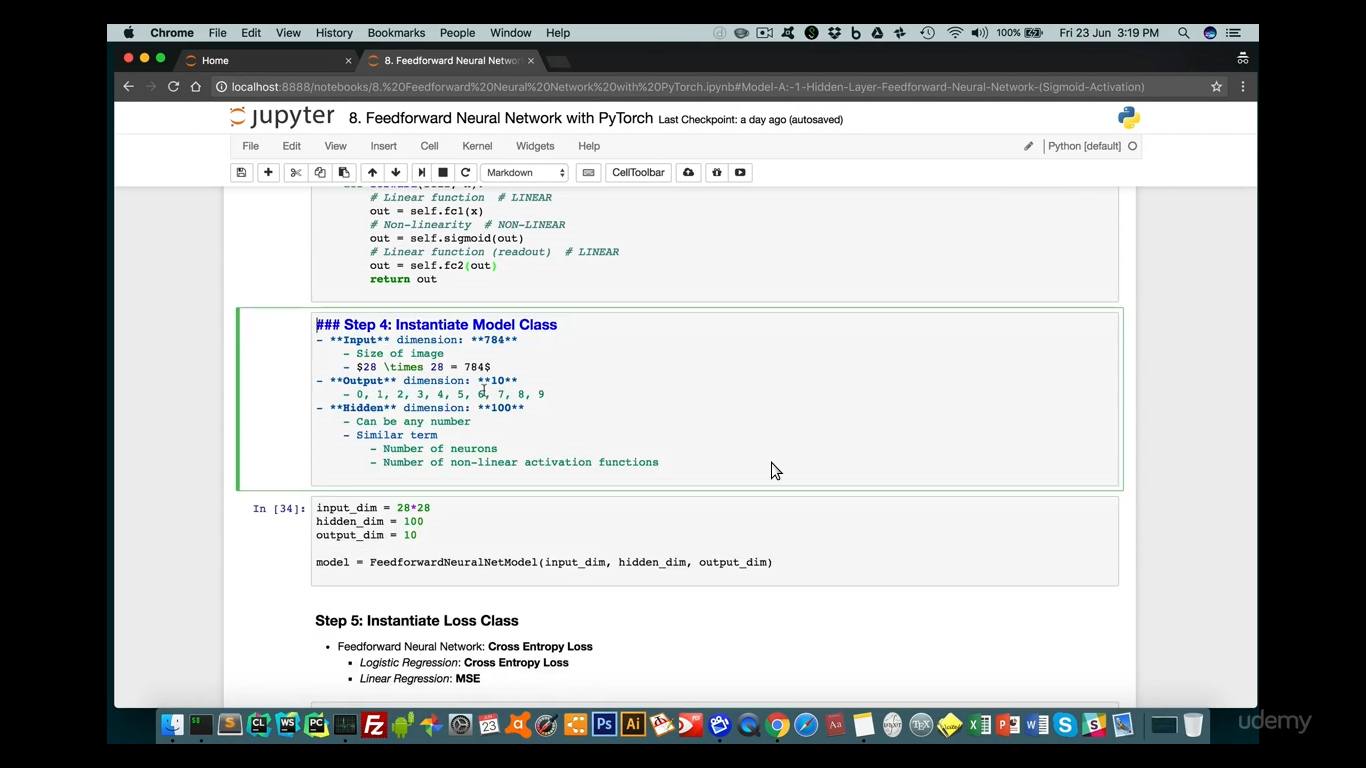 Chrome File Edit View History Bookmarks People Window Help 100% Fri 23 Jun 3:19 PM
Home × 8. Feedforward Neural Networ ×
localhost:8888/notebooks/8.%20Feedforward%20Neural%20Network%20with%20PyTorch.ipynb#Model-A:-1-Hidden-Layer-Feedforward-Neural-Network-(Sigmoid-Activation)
jupyter 8. Feedforward Neural Network with PyTorch Last Checkpoint: a day ago (autosaved)
File Edit View Insert Cell Kernel Widgets Help Python [default]
Markdown CellToolbar
# Linear function # LINEAR
out = self.fc1(x)
# Non-linearity # NON-LINEAR
out = self.sigmoid(out)
# Linear function (readout) # LINEAR
out = self.fc2(out)
return out
### Step 4: Instantiate Model Class
- **Input** dimension: **784**
- Size of image
- $28 \times 28 = 784$
- **Output** dimension: **10**
- 0, 1, 2, 3, 4, 5, 6, 7, 8, 9
- **Hidden** dimension: **100**
- Can be any number
- Similar term
- Number of neurons
- Number of non-linear activation functions
In [34]: input_dim = 28*28
hidden_dim = 100
output_dim = 10
model = FeedforwardNeuralNetModel(input_dim, hidden_dim, output_dim)
Step 5: Instantiate Loss Class
• Feedforward Neural Network: Cross Entropy Loss
▪ Logistic Regression: Cross Entropy Loss
▪ Linear Regression: MSE
udemy